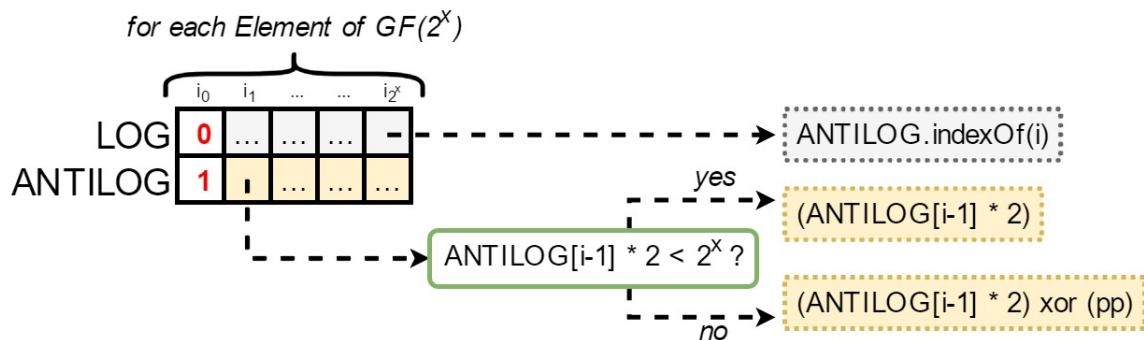 for each Element of GF(2^x)
i₀ i₁ ... ... i₂ˣ
LOG 0 ... ... ... -
ANTILOG 1 ... ... ...
ANTILOG.indexOf(i)
yes
(ANTILOG[i-1] * 2)
ANTILOG[i-1] * 2 < 2^x ?
(ANTILOG[i-1] * 2) xor (pp)
no